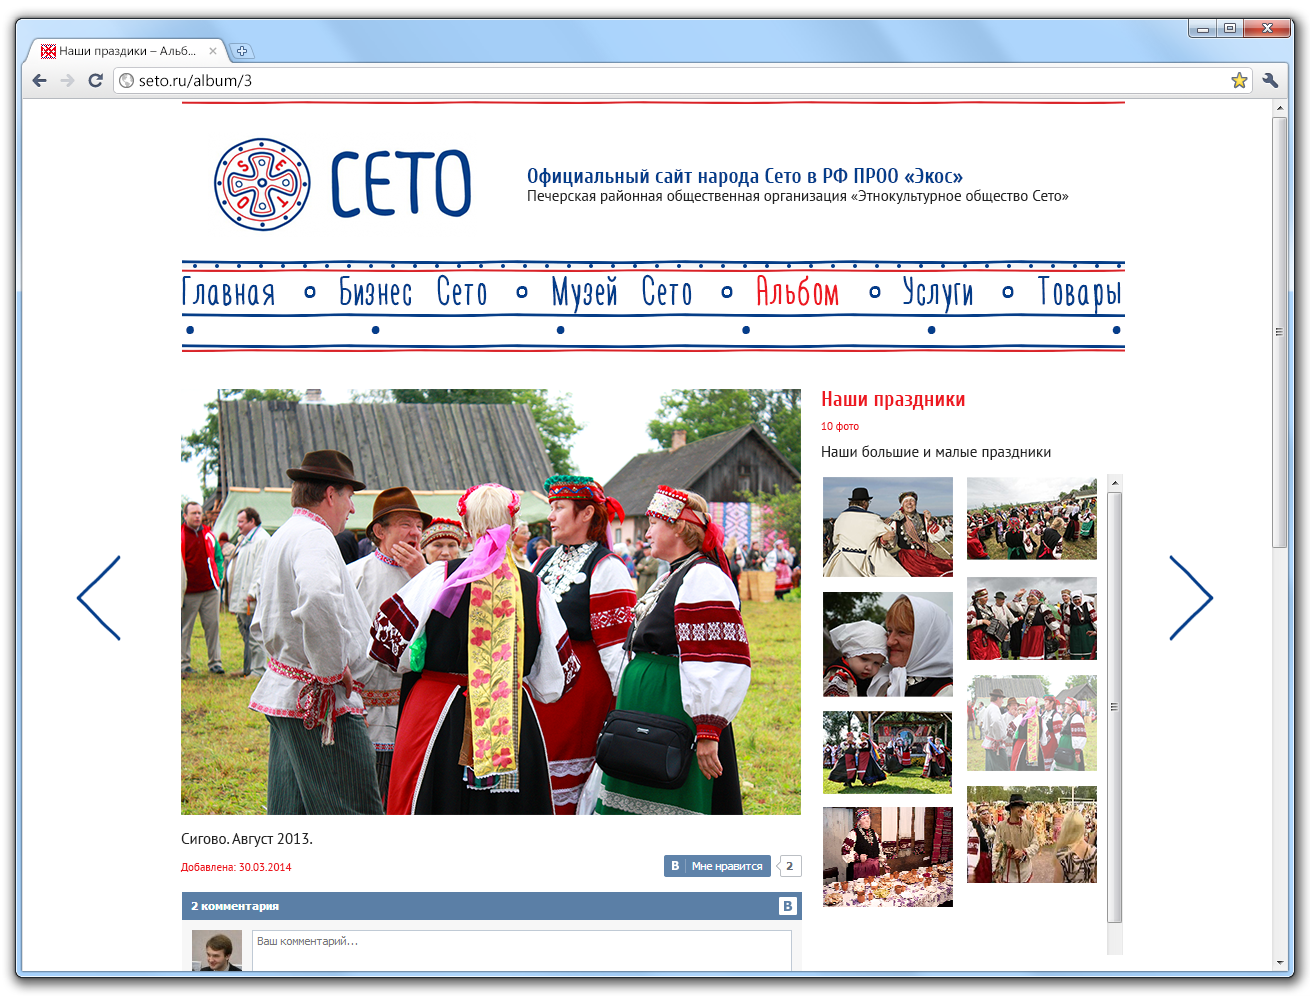 Наши праздики – Альб...
seto.ru/album/3
SETO
СЕТО
Официальный сайт народа Сето в РФ ПРОО «Экос»
Печерская районная общественная организация «Этнокультурное общество Сето»
Главная Бизнес Сето Музей Сето Альбом Услуги Товары
Наши праздники
10 фото
Наши большие и малые праздники
Сигово. Август 2013.
Добавлена: 30.03.2014
В Мне нравится 2
2 комментария В
Ваш комментарий...